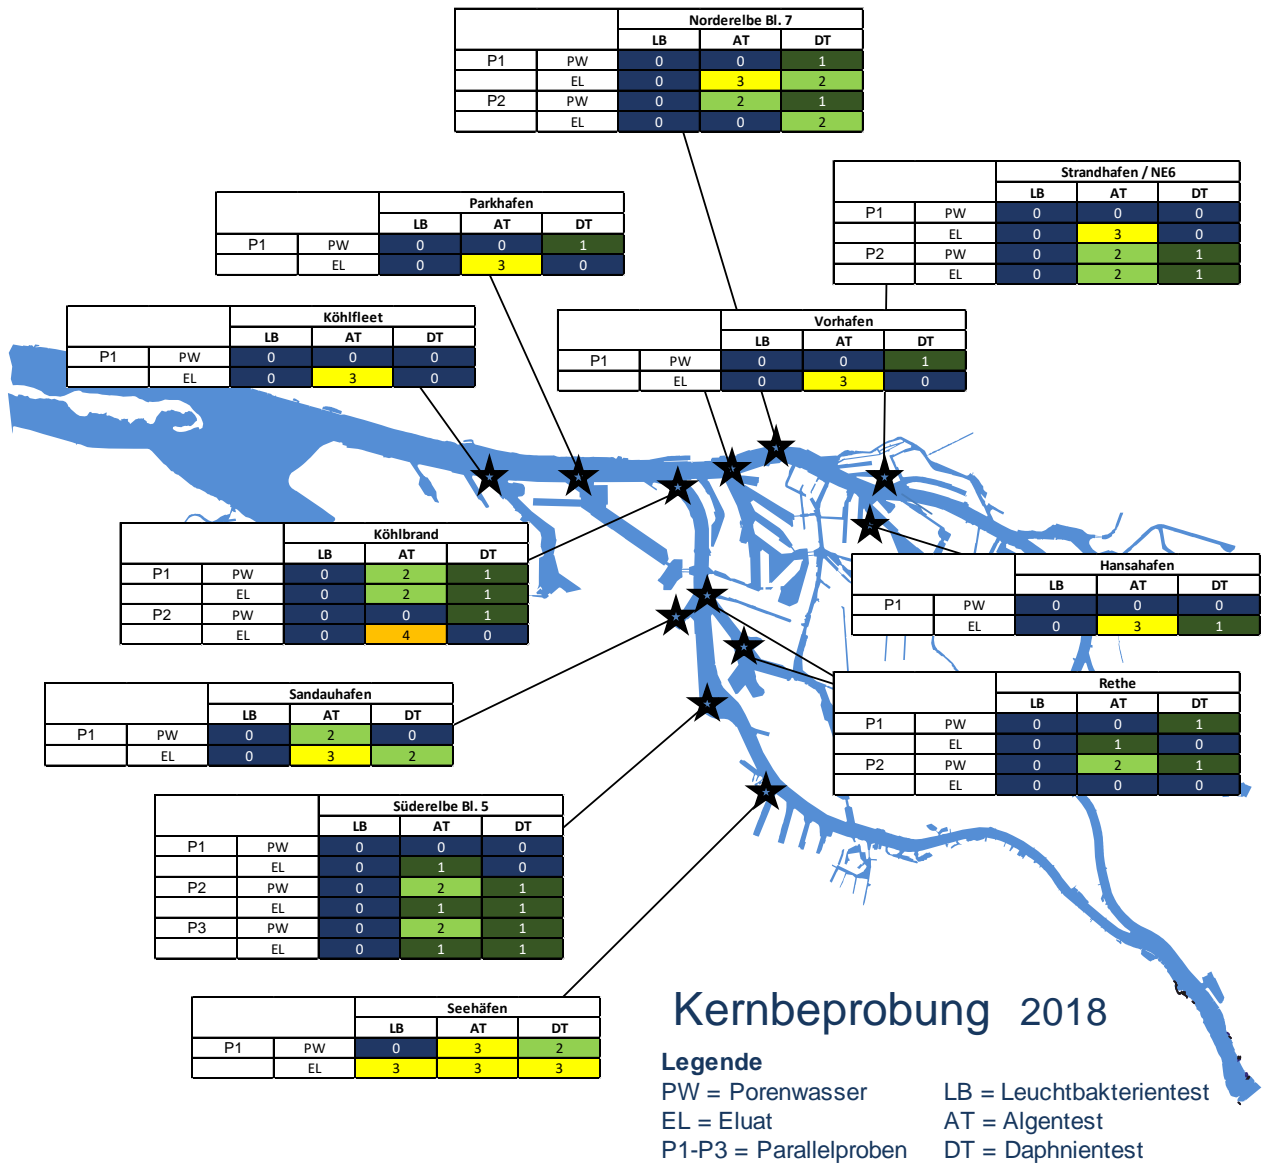 Norderelbe Bl. 7
LB AT DT
P1 PW 0 0 1
EL 0 3 2
P2 PW 0 2 1
EL 0 0 2
Strandhafen / NE6
LB AT DT
P1 PW 0 0 0
EL 0 3 0
P2 PW 0 2 1
EL 0 2 1
Parkhafen
LB AT DT
P1 PW 0 0 1
EL 0 3 0
Köhlfleet
LB AT DT
P1 PW 0 0 0
EL 0 3 0
Vorhafen
LB AT DT
P1 PW 0 0 1
EL 0 3 0
Köhlbrand
LB AT DT
P1 PW 0 2 1
EL 0 2 1
P2 PW 0 0 1
EL 0 4 0
Hansahafen
LB AT DT
P1 PW 0 0 0
EL 0 3 1
Sandauhafen
LB AT DT
P1 PW 0 2 0
EL 0 3 2
Rethe
LB AT DT
P1 PW 0 0 1
EL 0 1 0
P2 PW 0 2 1
EL 0 0 0
Süderelbe Bl. 5
LB AT DT
P1 PW 0 0 0
EL 0 1 0
P2 PW 0 2 1
EL 0 1 1
P3 PW 0 2 1
EL 0 1 1
Seehäfen
LB AT DT
P1 PW 0 3 2
EL 3 3 3
Kernbeprobung 2018
Legende
PW = Porenwasser LB = Leuchtbakterientest
EL = Eluat AT = Algentest
P1-P3 = Parallelproben DT = Daphnientest